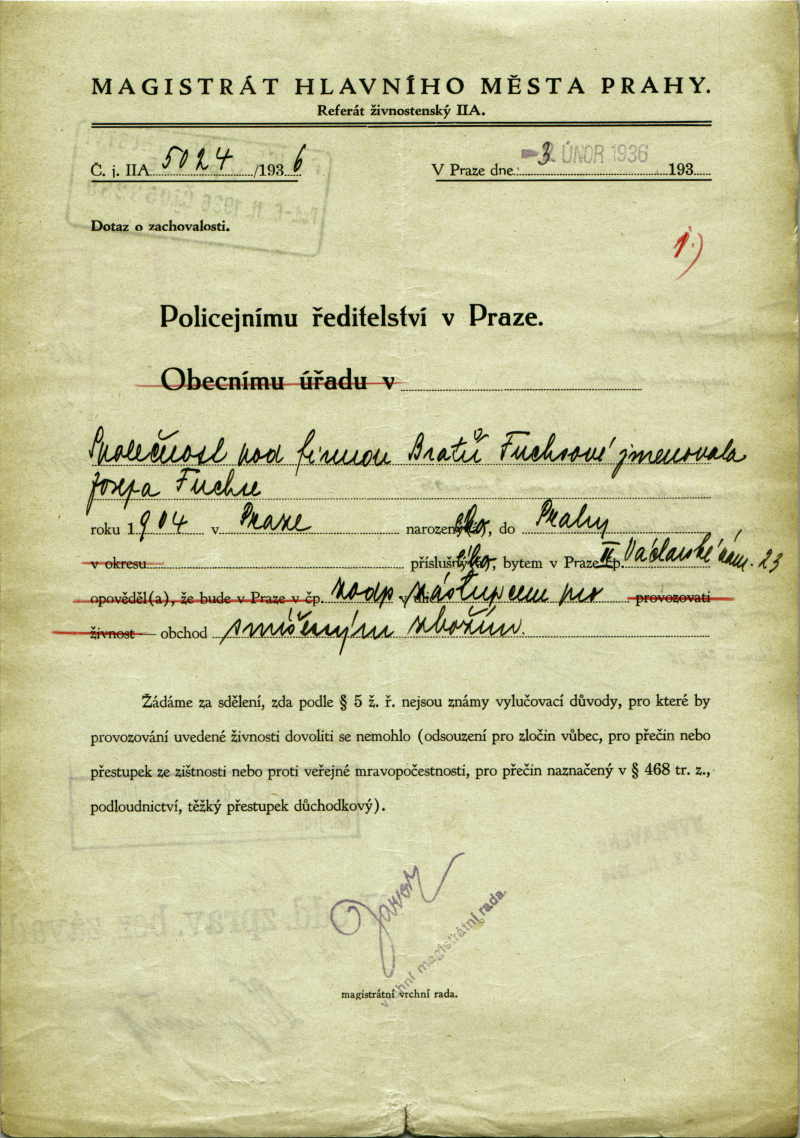 MAGISTRÁT HLAVNÍHO MĚSTA PRAHY.
Referát živnostenský IIA.
Č. j. IIA 5024 /1936
V Praze dne 3. ÚNOR 1936 193
Dotaz o zachovalosti.
1.)
Policejnímu ředitelství v Praze.
Obecnímu úřadu v
Společnost pod firmou Bratří Fuchsové jmenovala
Josefa Fuchse
roku 1904 v Praze narozený do Prahy
v okresu příslušný, bytem v Praze II čp. Václavské nám. 23
opověděl(a), že bude v Praze v čp. zástupcem pro provozovati
živnost obchod smíšeným zbožím.
Žádáme za sdělení, zda podle § 5 ž. ř. nejsou známy vylučovací důvody, pro které by
provozování uvedené živnosti dovoliti se nemohlo (odsouzení pro zločin vůbec, pro přečin nebo
přestupek ze zištnosti nebo proti veřejné mravopočestnosti, pro přečin naznačený v § 468 tr. z.,
podloudnictví, těžký přestupek důchodkový).
vrchní magistrátní rada.
magistrátní vrchní rada.